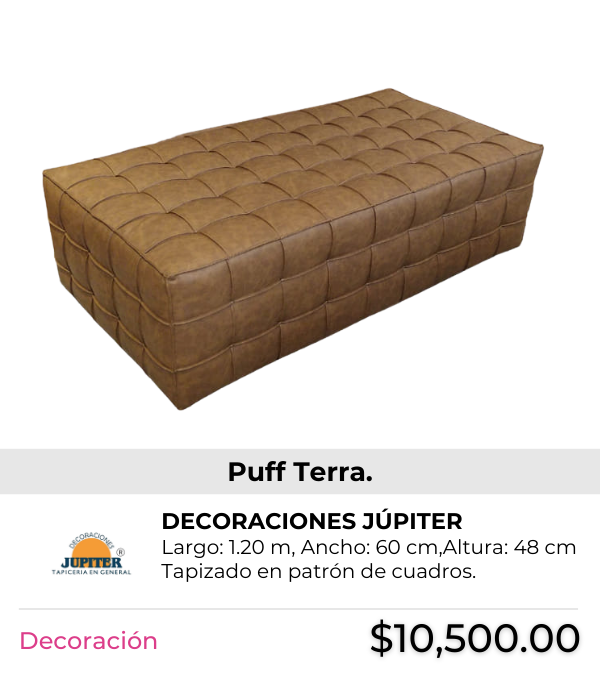 Puff Terra.
DECORACIONES JÚPITER
Largo: 1.20 m, Ancho: 60 cm,Altura: 48 cm
Tapizado en patrón de cuadros.
DECORACIONES
JUPITER ®
TAPICERIA EN GENERAL
Decoración
$10,500.00